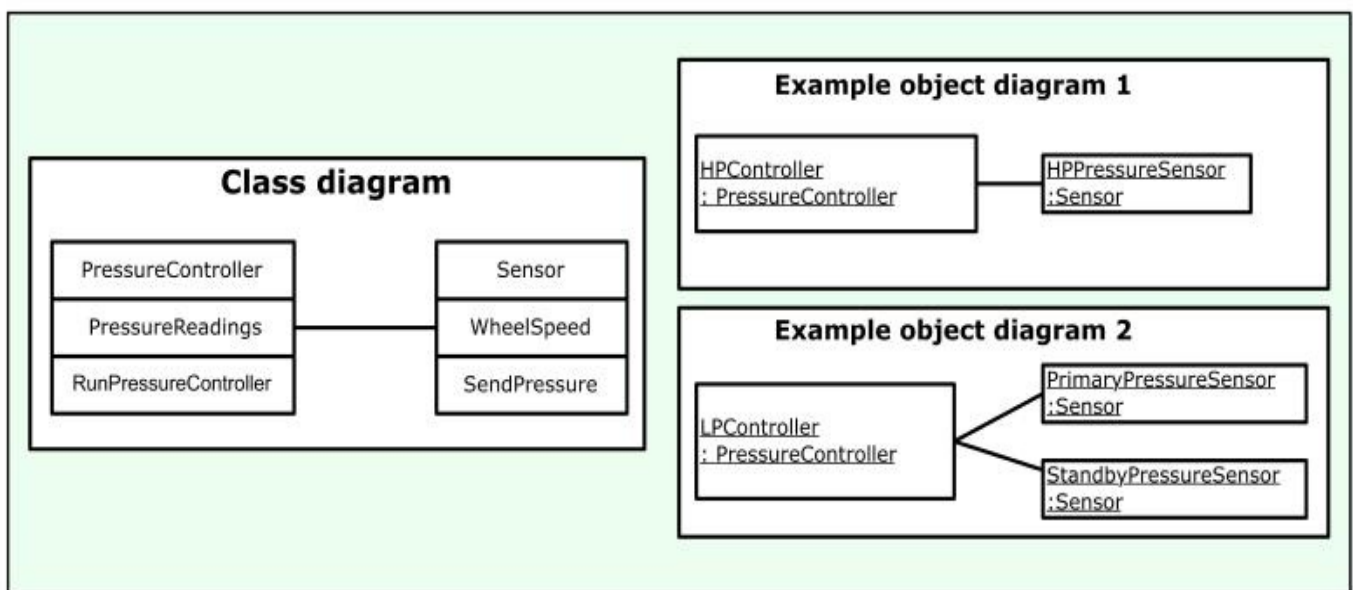 Class diagram
PressureController
PressureReadings
RunPressureController
Sensor
WheelSpeed
SendPressure
Example object diagram 1
HPController
: PressureController
HPPressureSensor
:Sensor
Example object diagram 2
LPController
: PressureController
PrimaryPressureSensor
:Sensor
StandbyPressureSensor
:Sensor